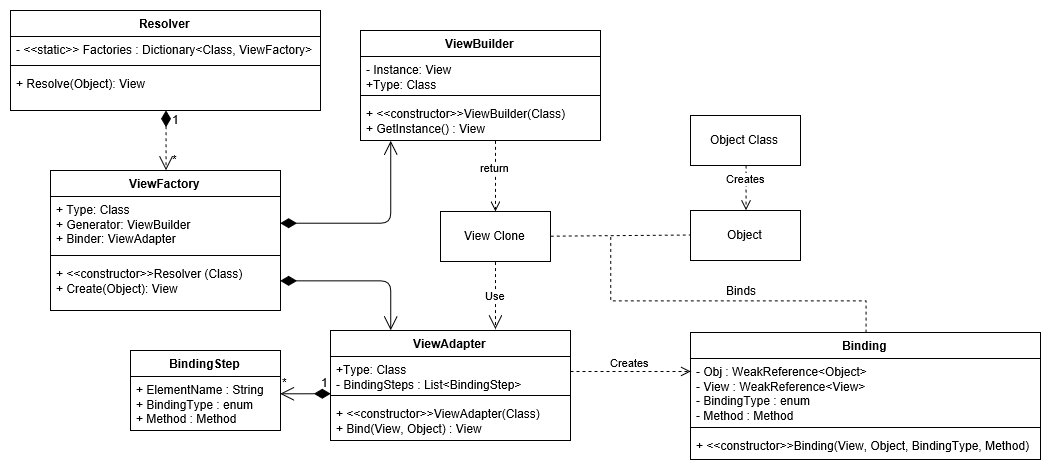 Resolver
- <<static>> Factories : Dictionary<Class, ViewFactory>
+ Resolve(Object): View
1
*
ViewFactory
+ Type: Class
+ Generator: ViewBuilder
+ Binder: ViewAdapter
+ <<constructor>>Resolver (Class)
+ Create(Object): View
ViewBuilder
- Instance: View
+Type: Class
+ <<constructor>>ViewBuilder(Class)
+ GetInstance() : View
return
View Clone
Use
Object Class
Creates
Object
Binds
BindingStep
+ ElementName : String
+ BindingType : enum
+ Method : Method
*
1
ViewAdapter
+Type: Class
- BindingSteps : List<BindingStep>
+ <<constructor>>ViewAdapter(Class)
+ Bind(View, Object) : View
Creates
Binding
- Obj : WeakReference<Object>
- View : WeakReference<View>
- BindingType : enum
- Method : Method
+ <<constructor>>Binding(View, Object, BindingType, Method)